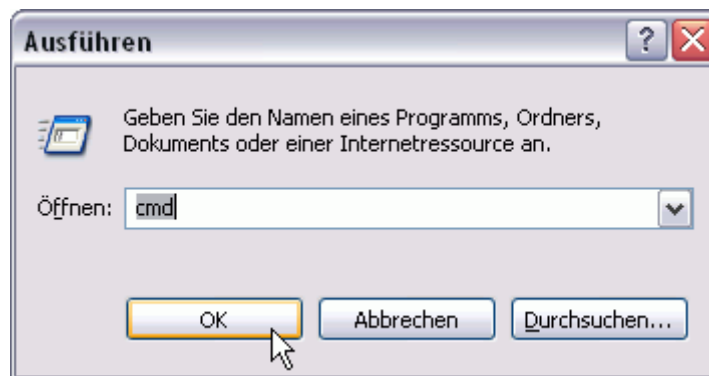 Ausführen
Geben Sie den Namen eines Programms, Ordners,
Dokuments oder einer Internetressource an.
Öffnen: cmd
OK Abbrechen Durchsuchen...